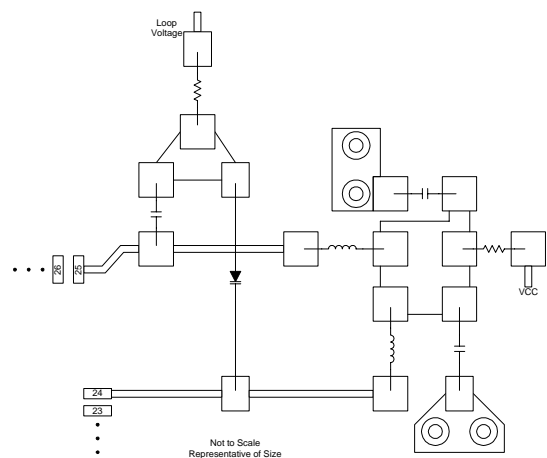 Loop
Voltage
26
25
VCC
24
23
Not to Scale
Representative of Size